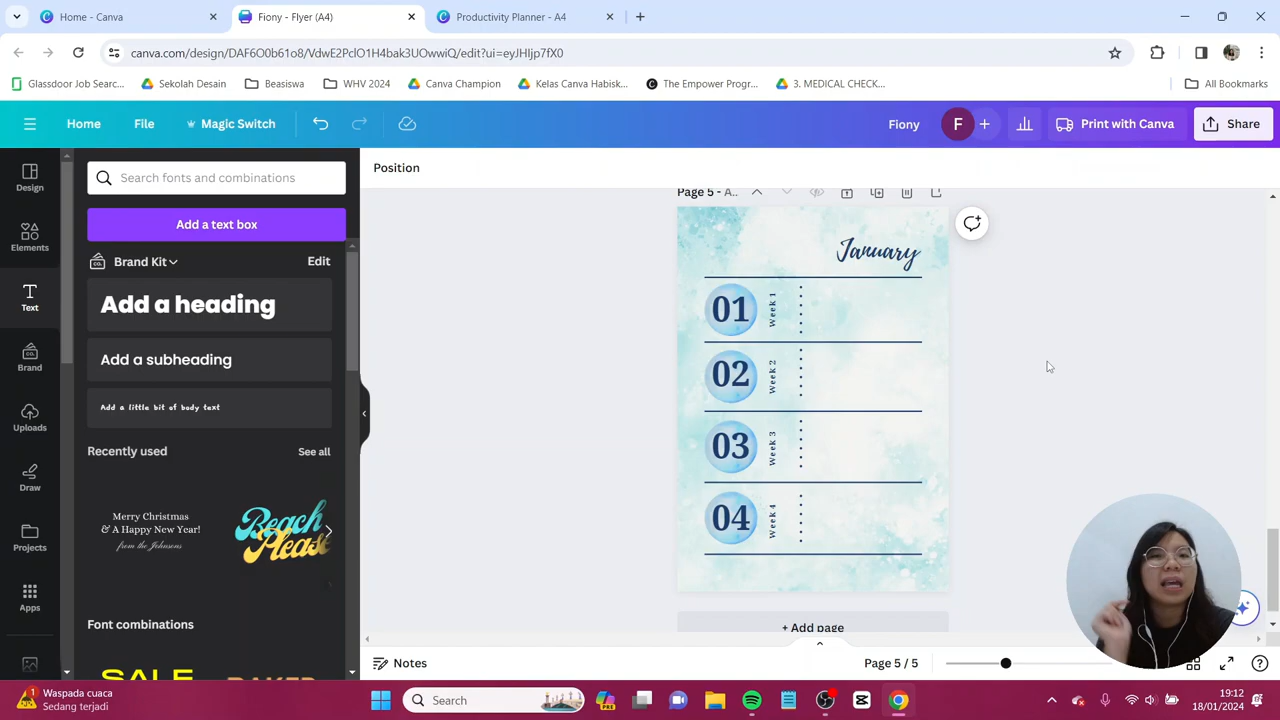 Home - Canva
Fiony - Flyer (A4)
Productivity Planner - A4
canva.com/design/DAF6O0b61o8/VdwE2PclO1H4bak3UOwwiQ/edit?ui=eyJHIjp7fX0
Glassdoor Job Searc...
Sekolah Desain
Beasiswa
WHV 2024
Canva Champion
Kelas Canva Habisk...
The Empower Progr...
3. MEDICAL CHECK...
All Bookmarks
Home
File
Magic Switch
Fiony
F
Print with Canva
Share
Design
Elements
Text
Brand
Uploads
Draw
Projects
Apps
Search fonts and combinations
Add a text box
Brand Kit
Edit
Add a heading
Add a subheading
Add a little bit of body text
Recently used
See all
Merry Christmas
& A Happy New Year!
from the Johnsons
Beach
Please
Font combinations
SALE
Position
Page 5 - A..
January
01
Week 1
02
Week 2
03
Week 3
04
Week 4
+ Add page
Notes
Page 5 / 5
1
Waspada cuaca
Sedang terjadi
Search
PRE
19:12
18/01/2024